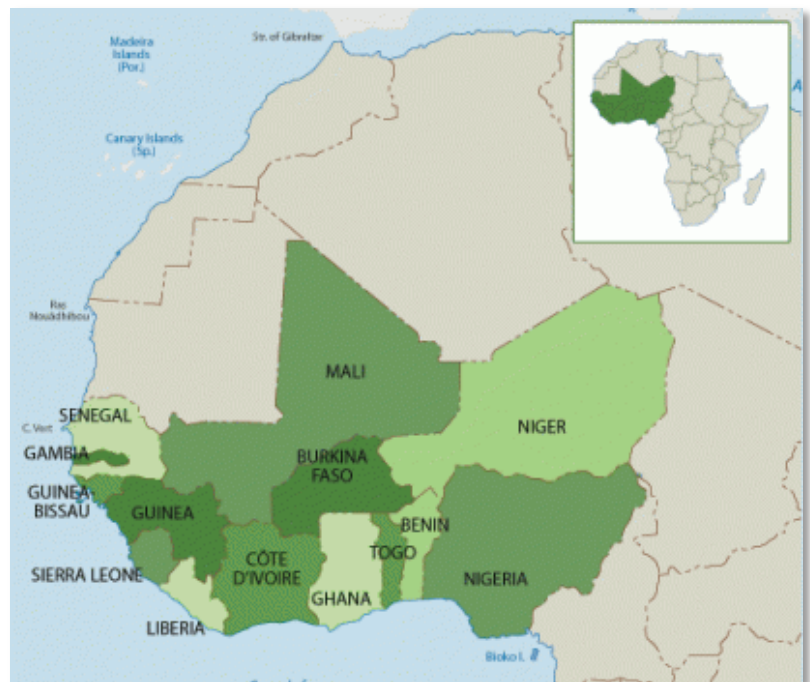 Madeira
Islands
(Por.)
Str. of Gibraltar
Canary Islands
(Sp.)
Ras
Nouâdhibou
MALI
SENEGAL
C. Vert
NIGER
GAMBIA
BURKINA
FASO
GUINEA-
BISSAU
GUINEA
BENIN
TOGO
CÔTE
D'IVOIRE
SIERRA LEONE
NIGERIA
GHANA
LIBERIA
Bioko I.